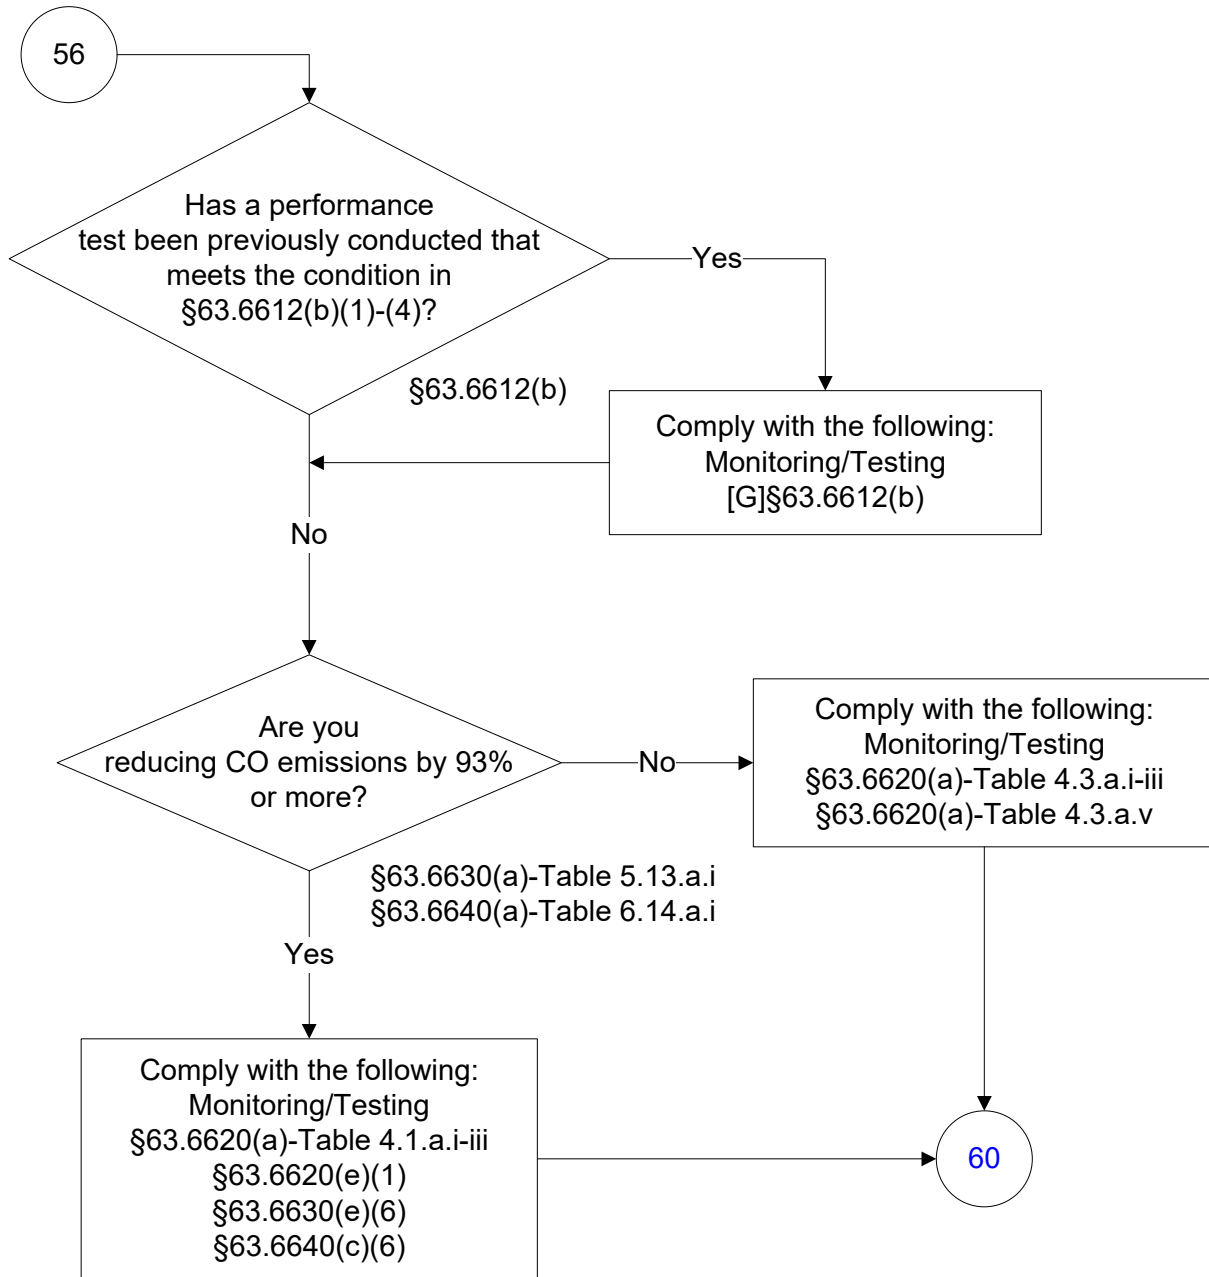 56
Has a performance
test been previously conducted that
meets the condition in
§63.6612(b)(1)-(4)?
Yes
§63.6612(b)
Comply with the following:
Monitoring/Testing
[G]§63.6612(b)
No
Are you
reducing CO emissions by 93%
or more?
No
Comply with the following:
Monitoring/Testing
§63.6620(a)-Table 4.3.a.i-iii
§63.6620(a)-Table 4.3.a.v
§63.6630(a)-Table 5.13.a.i
§63.6640(a)-Table 6.14.a.i
Yes
Comply with the following:
Monitoring/Testing
§63.6620(a)-Table 4.1.a.i-iii
§63.6620(e)(1)
§63.6630(e)(6)
§63.6640(c)(6)
60